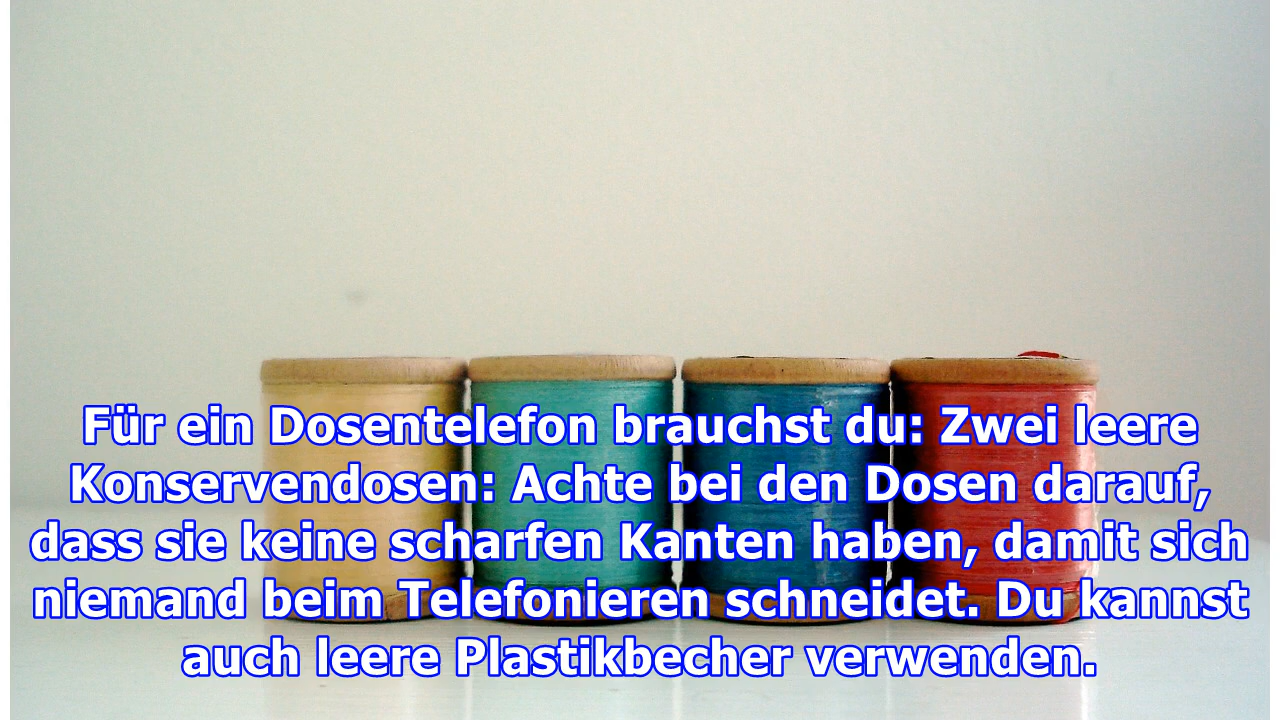 Für ein Dosentelefon brauchst du: Zwei leere
Konservendosen: Achte bei den Dosen darauf,
dass sie keine scharfen Kanten haben, damit sich
niemand beim Telefonieren schneidet. Du kannst
auch leere Plastikbecher verwenden.